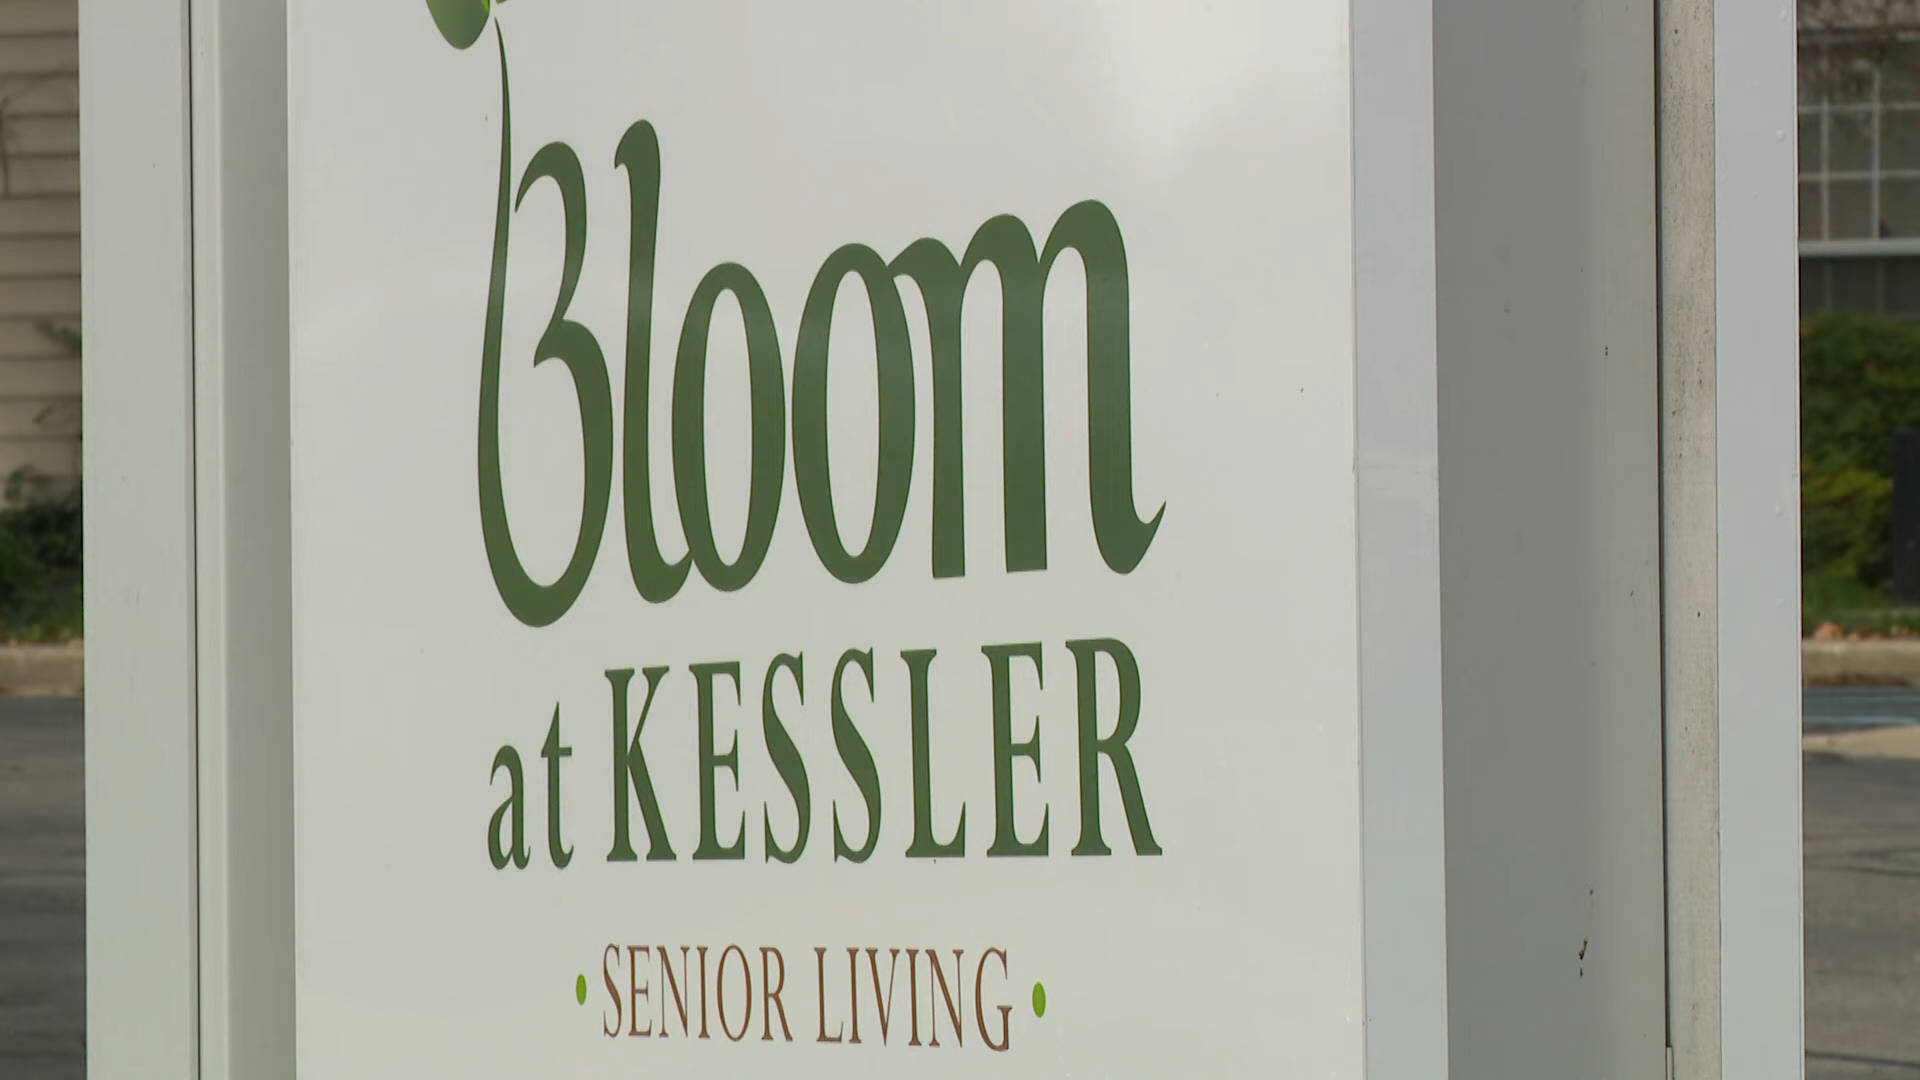 Bloom
at KESSLER
• SENIOR LIVING •